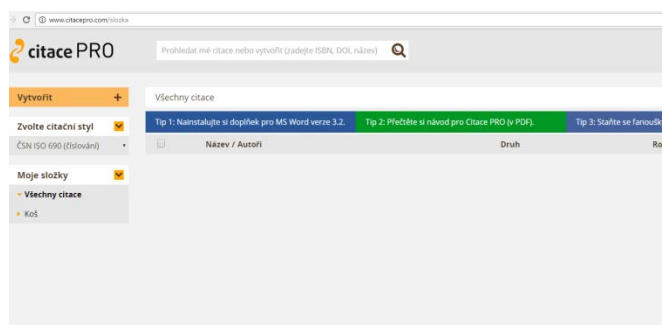 www.citacepro.com/slozka
citace PRO
Prohledat mé citace nebo vytvořit (zadejte ISBN, DOI, název)
Vytvořit +
Všechny citace
Zvolte citační styl
Tip 1: Nainstalujte si doplněk pro MS Word verze 3.2.
Tip 2: Přečtěte si návod pro Citace PRO (v PDF).
Tip 3: Staňte se fanoušk
ČSN ISO 690 (číslování)
Název / Autoři
Druh
Ro
Moje složky
Všechny citace
Koš